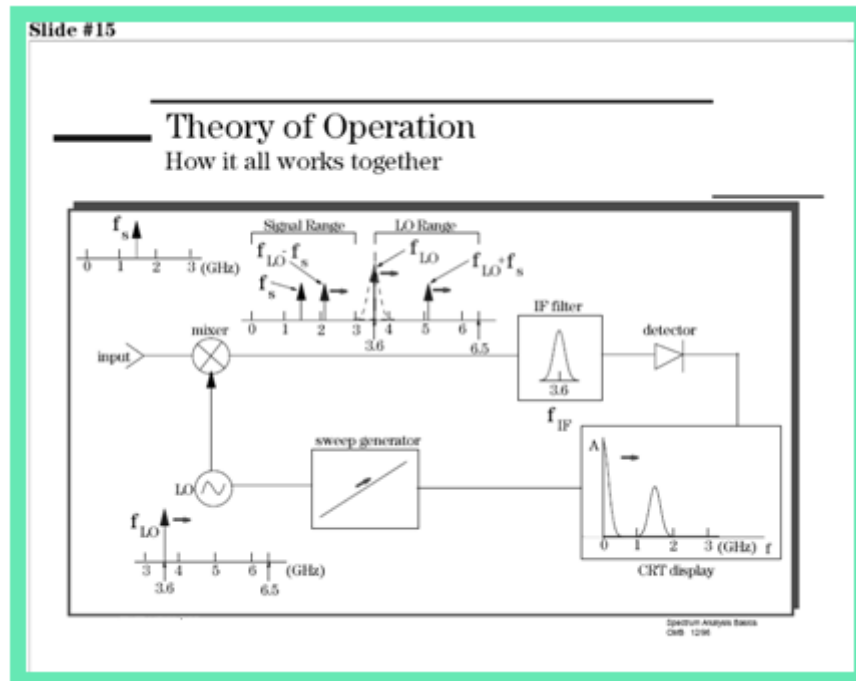 Slide #15
Theory of Operation
How it all works together
f s
0 1 2 3 (GHz)
Signal Range LO Range
f LO - f s
f s
f LO
f LO + f s
0 1 2 3 4 5 6
3.6 6.5
mixer
input
IF filter
3.6
f IF
detector
sweep generator
LO
f LO
3 4 5 6 (GHz)
3.6 6.5
A
0 1 2 3 (GHz) f
CRT display
Spectrum Analysis Basics
CMB 12/96